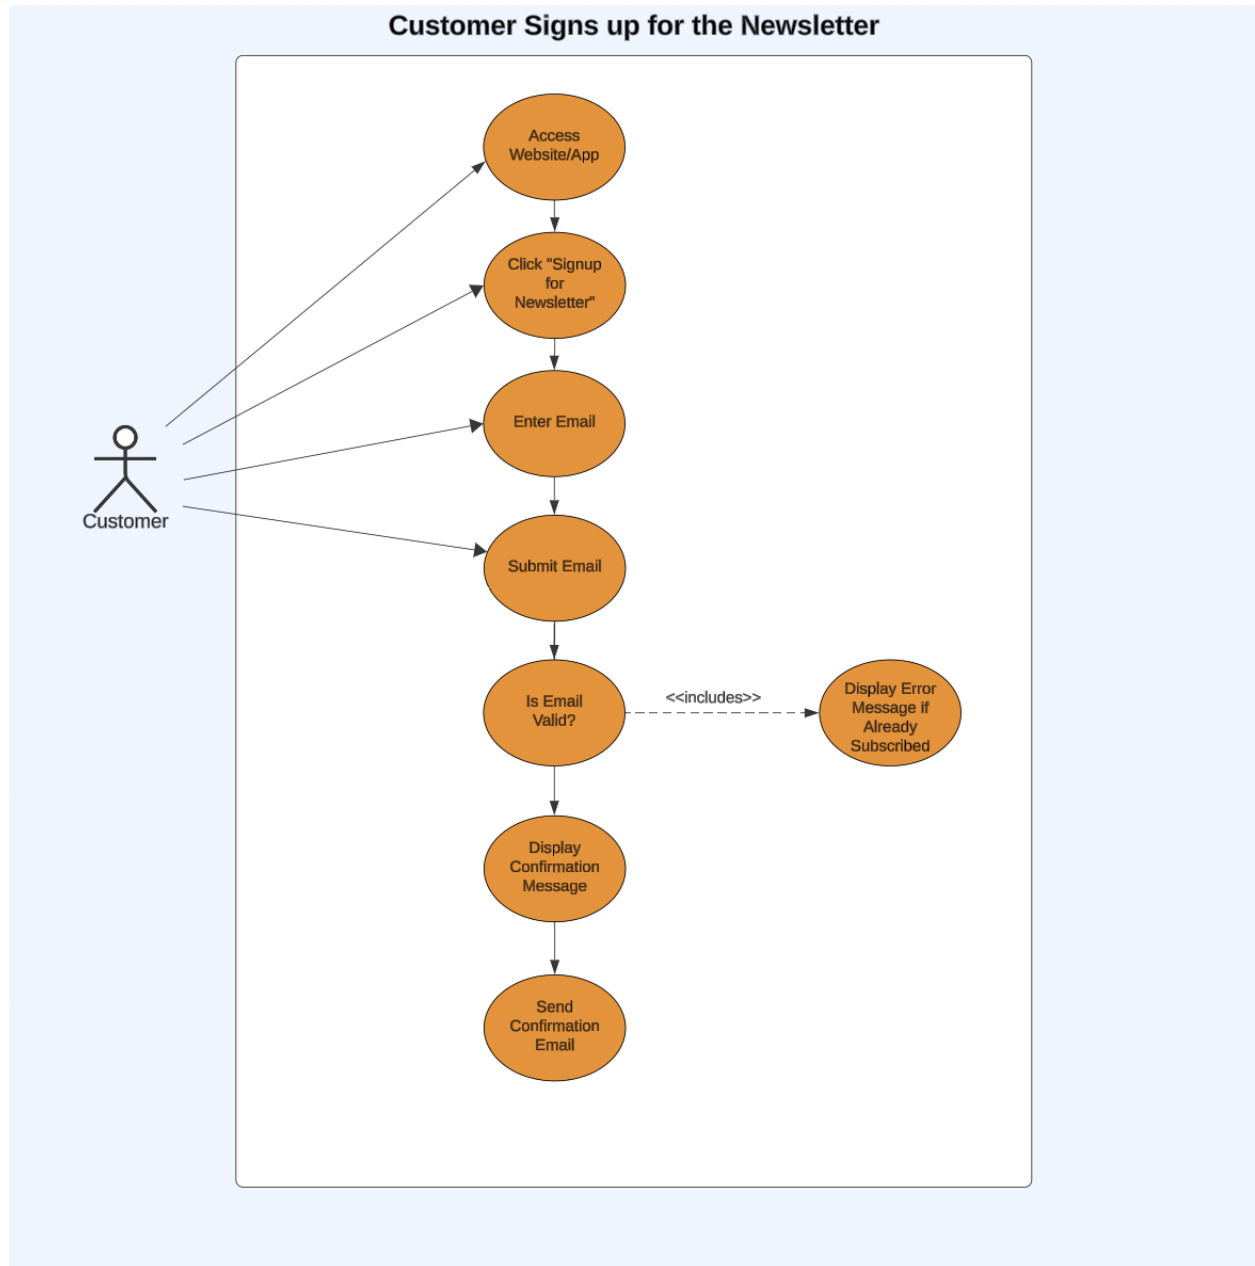 Customer Signs up for the Newsletter
Access
Website/App
Click "Signup
for
Newsletter"
Enter Email
Customer
Submit Email
Is Email
Valid?
<<includes>>
Display Error
Message if
Already
Subscribed
Display
Confirmation
Message
Send
Confirmation
Email